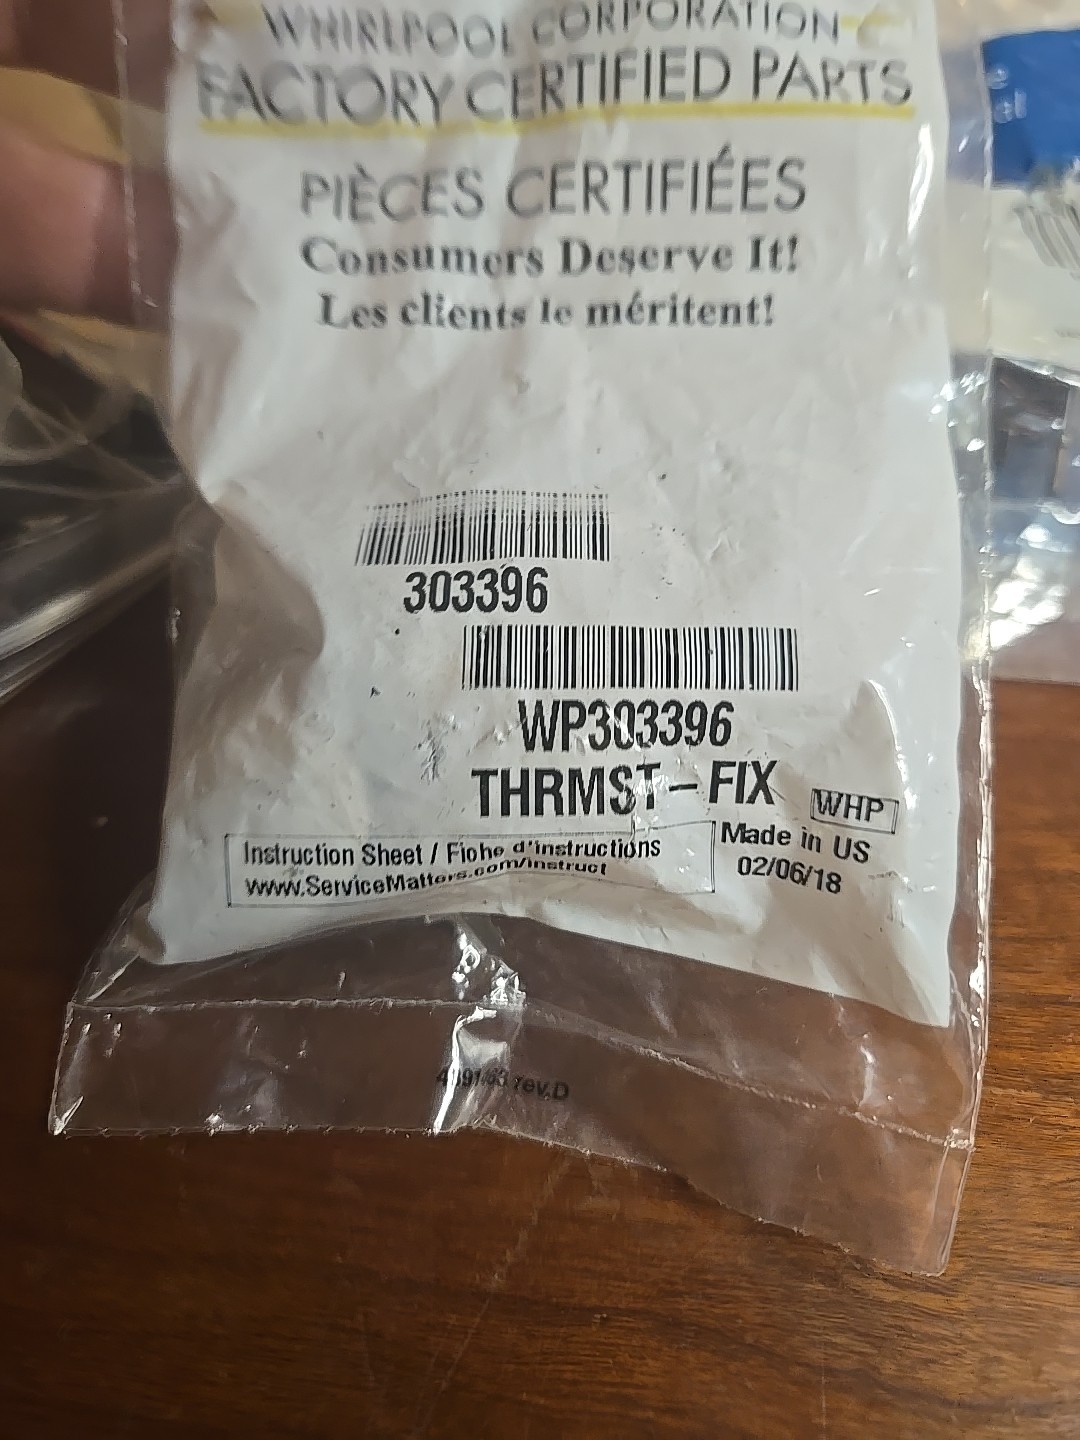 WHIRLPOOL CORPORATION
FACTORY CERTIFIED PARTS
PIÈCES CERTIFIÉES
Consumers Deserve It!
Les clients le méritent!
303396
WP303396
THRMST-FIX
WHP
Instruction Sheet / Fiche d'instructions
www.ServiceMatters.com/instruct
Made in US
02/06/18
rev.D